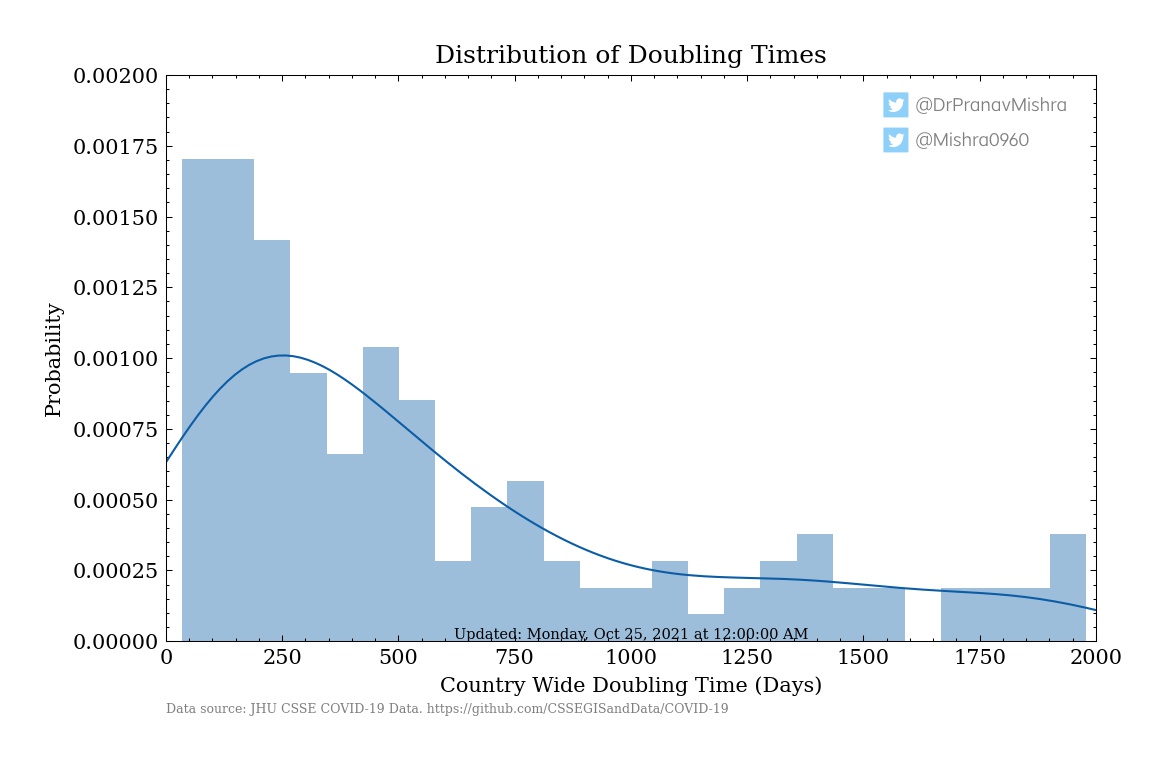 Distribution of Doubling Times
0.00200
0.00175
0.00150
0.00125
0.00100
0.00075
0.00050
0.00025
0.00000
Probability
@DrPranavMishra
@Mishra0960
Updated: Monday, Oct 25, 2021 at 12:00:00 AM
0 250 500 750 1000 1250 1500 1750 2000
Country Wide Doubling Time (Days)
Data source: JHU CSSE COVID-19 Data. https://github.com/CSSEGISandData/COVID-19